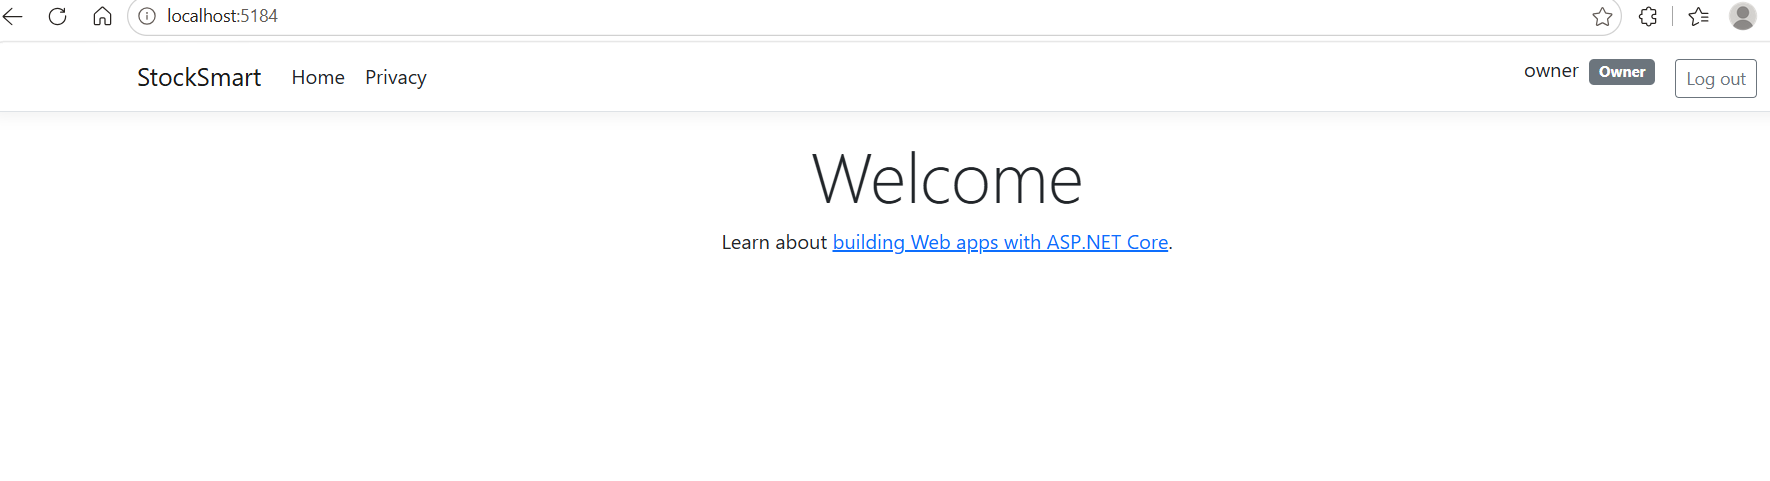 localhost:5184
StockSmart Home Privacy owner Owner Log out
Welcome
Learn about building Web apps with ASP.NET Core.